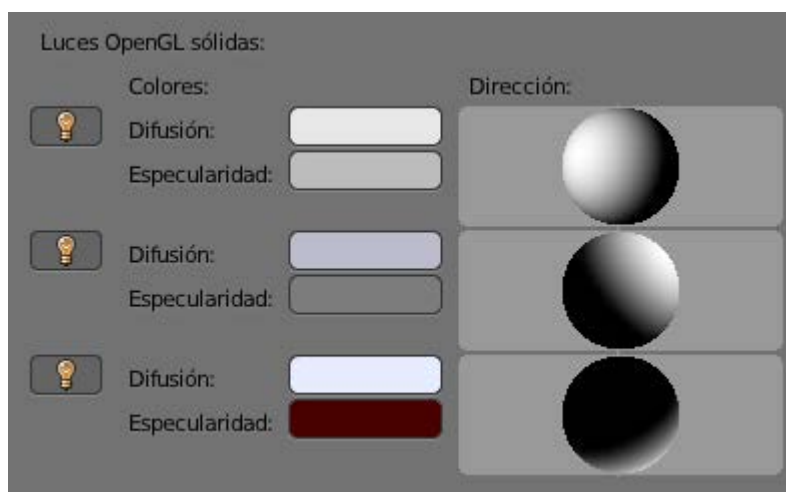 Luces OpenGL sólidas:
Colores:
Dirección:
Difusión:
Especularidad:
Difusión:
Especularidad:
Difusión:
Especularidad: